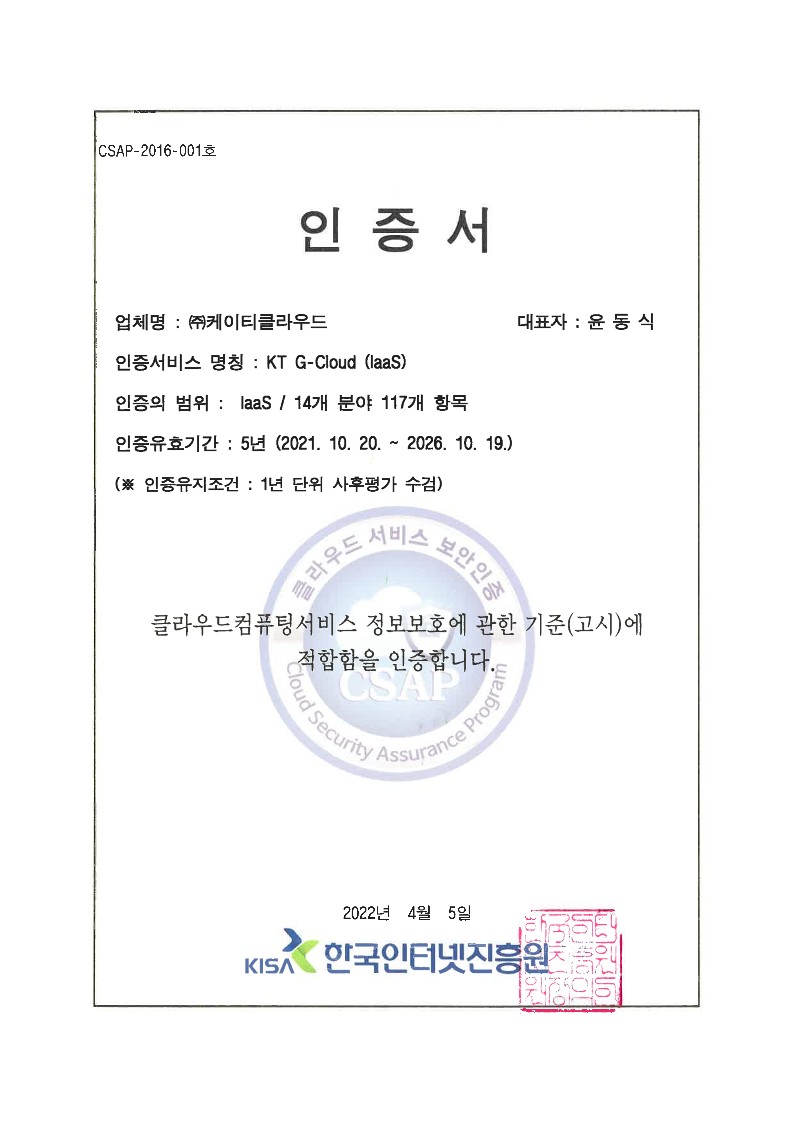 CSAP-2016-001호
인 증 서
업체명 : ㈜케이티클라우드 대표자 : 윤 동 식
인증서비스 명칭 : KT G-Cloud (IaaS)
인증의 범위 : IaaS / 14개 분야 117개 항목
인증유효기간 : 5년 (2021. 10. 20. ~ 2026. 10. 19.)
(※ 인증유지조건 : 1년 단위 사후평가 수검)
클라우드 서비스 보안인증
클라우드컴퓨팅서비스 정보보호에 관한 기준(고시)에
적합함을 인증합니다.
CSAP
Cloud Security Assurance Program
2022년 4월 5일
KISA 한국인터넷진흥원